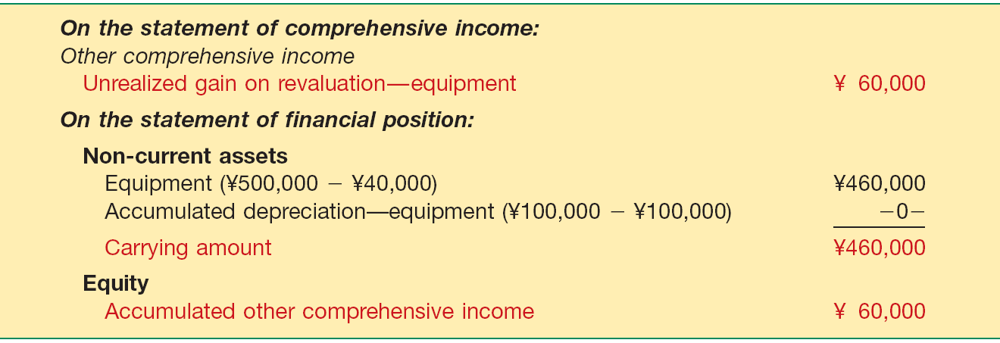 On the statement of comprehensive income:
Other comprehensive income
Unrealized gain on revaluation—equipment ¥ 60,000
On the statement of financial position:
Non-current assets
Equipment (¥500,000 − ¥40,000) ¥460,000
Accumulated depreciation—equipment (¥100,000 − ¥100,000) −0−
Carrying amount ¥460,000
Equity
Accumulated other comprehensive income ¥ 60,000